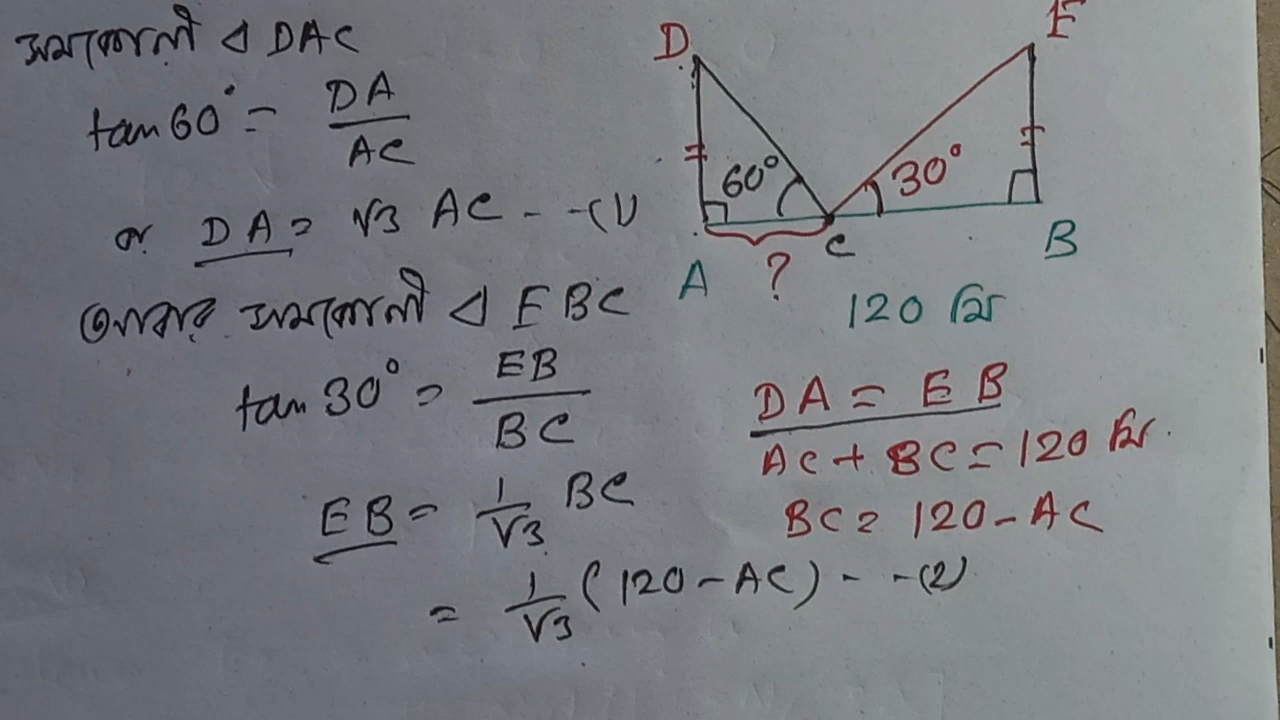 সমকোণী ⊿ DAC
tan 60° = DA/AC
or DA = √3 AC - - (1)
আবার সমকোণী ⊿ EBC
tan 30° = EB/BC
EB = 1/√3 BC
= 1/√3 (120 - AC) - - (2)
D E
60° 30°
A ? C B
120 মি
DA = EB
AC + BC = 120 মি.
BC = 120 - AC